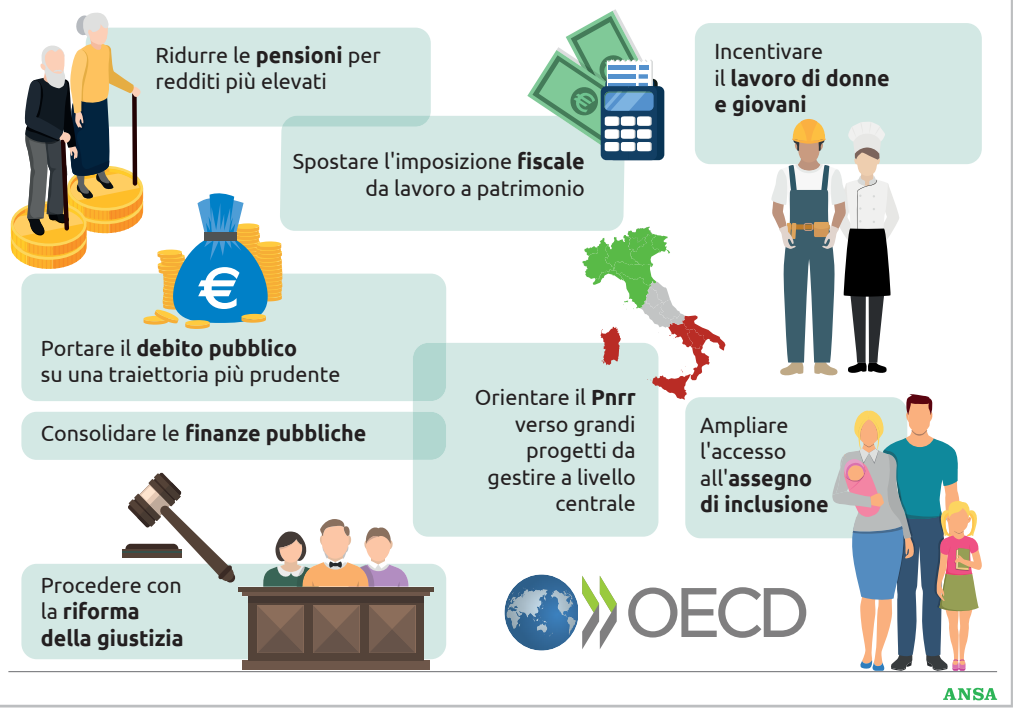 Ridurre le pensioni per
redditi più elevati
Spostare l'imposizione fiscale
da lavoro a patrimonio
Incentivare
il lavoro di donne
e giovani
€
Portare il debito pubblico
su una traiettoria più prudente
Consolidare le finanze pubbliche
Orientare il Pnrr
verso grandi
progetti da
gestire a livello
centrale
Ampliare
l'accesso
all'assegno
di inclusione
Procedere con
la riforma
della giustizia
OECD
ANSA